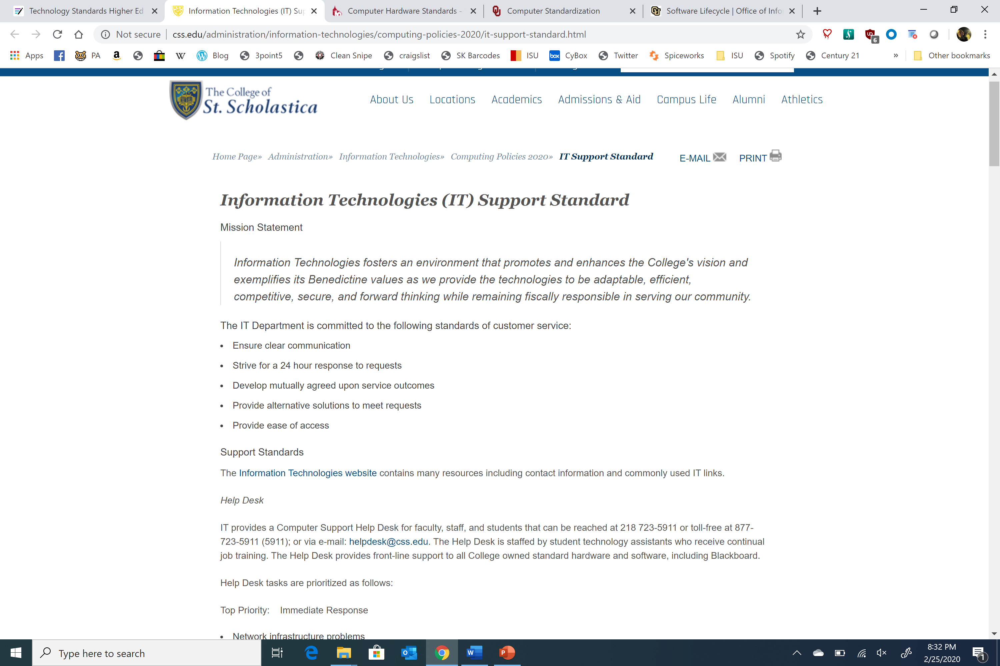 Technology Standards Higher Ed
Information Technologies (IT) Sup
Computer Hardware Standards -
Computer Standardization
Software Lifecycle | Office of Info
Not secure
css.edu/administration/information-technologies/computing-policies-2020/it-support-standard.html
6
Apps
PA
Blog
3point5
Clean Snipe
craigslist
SK Barcodes
ISU
box
CyBox
Twitter
Spiceworks
ISU
Spotify
Century 21
»
Other bookmarks
The College of
St. Scholastica
About Us
Locations
Academics
Admissions & Aid
Campus Life
Alumni
Athletics
Home Page» Administration» Information Technologies» Computing Policies 2020» IT Support Standard
E-MAIL
PRINT
Information Technologies (IT) Support Standard
Mission Statement
Information Technologies fosters an environment that promotes and enhances the College's vision and
exemplifies its Benedictine values as we provide the technologies to be adaptable, efficient,
competitive, secure, and forward thinking while remaining fiscally responsible in serving our community.
The IT Department is committed to the following standards of customer service:
• Ensure clear communication
• Strive for a 24 hour response to requests
• Develop mutually agreed upon service outcomes
• Provide alternative solutions to meet requests
• Provide ease of access
Support Standards
The Information Technologies website contains many resources including contact information and commonly used IT links.
Help Desk
IT provides a Computer Support Help Desk for faculty, staff, and students that can be reached at 218 723-5911 or toll-free at 877-
723-5911 (5911); or via e-mail: helpdesk@css.edu. The Help Desk is staffed by student technology assistants who receive continual
job training. The Help Desk provides front-line support to all College owned standard hardware and software, including Blackboard.
Help Desk tasks are prioritized as follows:
Top Priority: Immediate Response
• Network infrastructure problems
Type here to search
8:32 PM
2/25/2020
1